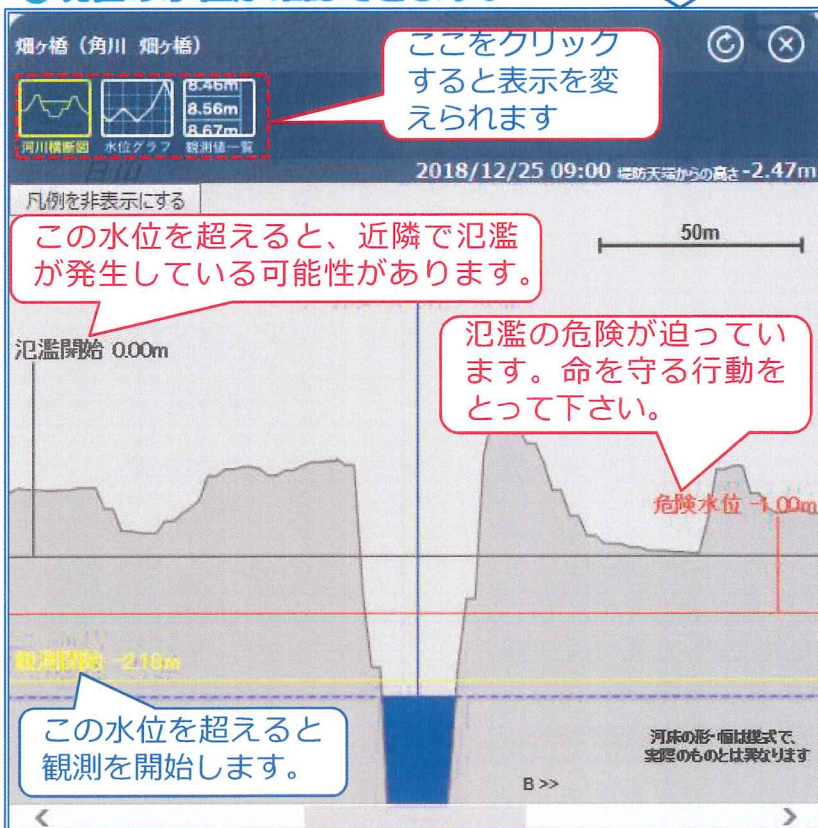 畑ヶ橋（角川 畑ヶ橋）
ここをクリック
すると表示を変
えられます
8.46m
8.56m
8.67m
河川横断図 水位グラフ 観測値一覧
2018/12/25 09:00 堤防天端からの高さ-2.47m
凡例を非表示にする
この水位を超えると、近隣で氾濫
が発生している可能性があります。
50m
氾濫開始 0.00m
氾濫の危険が迫ってい
ます。命を守る行動を
とって下さい。
危険水位 -1.00m
観測開始 -2.18m
この水位を超えると
観測を開始します。
河床の形・幅は模式で、
実際のものとは異なります
B >>